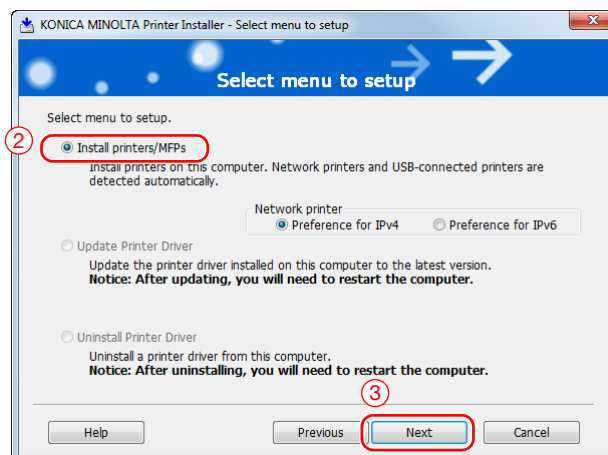 KONICA MINOLTA Printer Installer - Select menu to setup
x
Select menu to setup
Select menu to setup.
2
Install printers/MFPs
Install printers on this computer. Network printers and USB-connected printers are
detected automatically.
Network printer
Preference for IPv4 Preference for IPv6
Update Printer Driver
Update the printer driver installed on this computer to the latest version.
Notice: After updating, you will need to restart the computer.
Uninstall Printer Driver
Uninstall a printer driver from this computer.
Notice: After uninstalling, you will need to restart the computer.
3
Help Previous Next Cancel